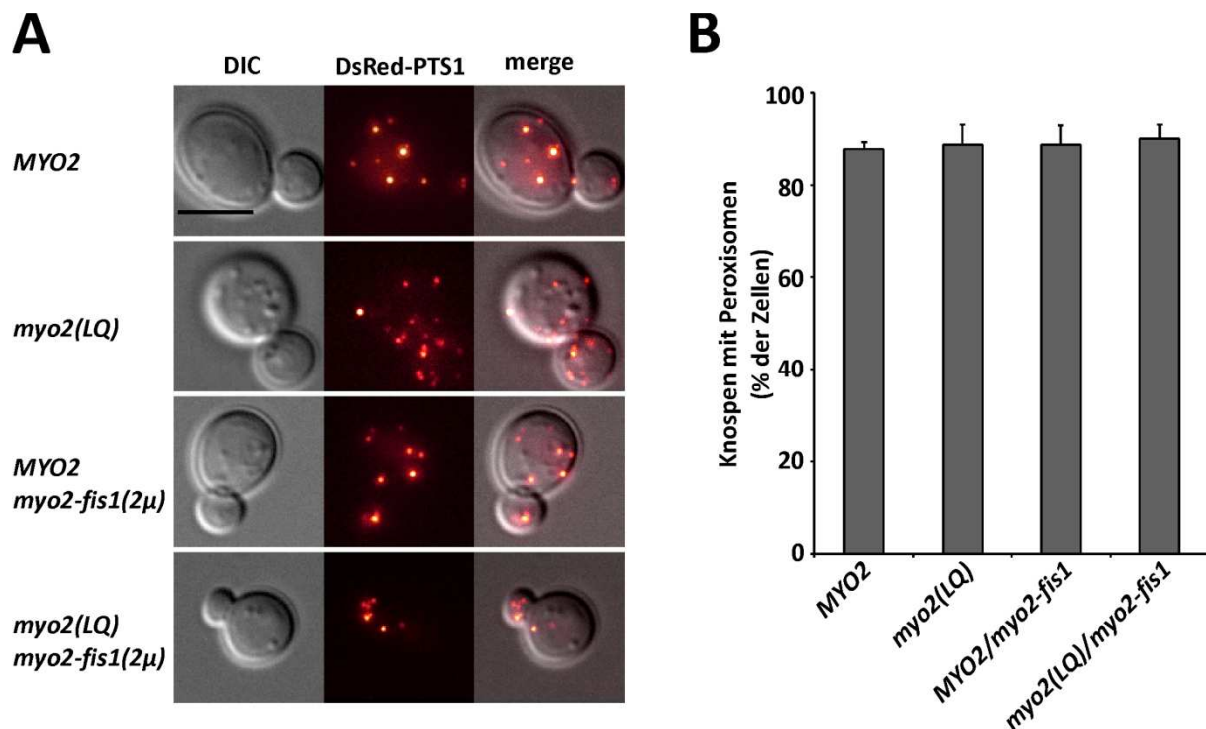 A
DIC DsRed-PTS1 merge
MYO2
myo2(LQ)
MYO2
myo2-fis1(2µ)
myo2(LQ)
myo2-fis1(2µ)
B
Knospen mit Peroxisomen
(% der Zellen)
100
80
60
40
20
0
MYO2
myo2(LQ)
MYO2/myo2-fis1
myo2(LQ)/myo2-fis1